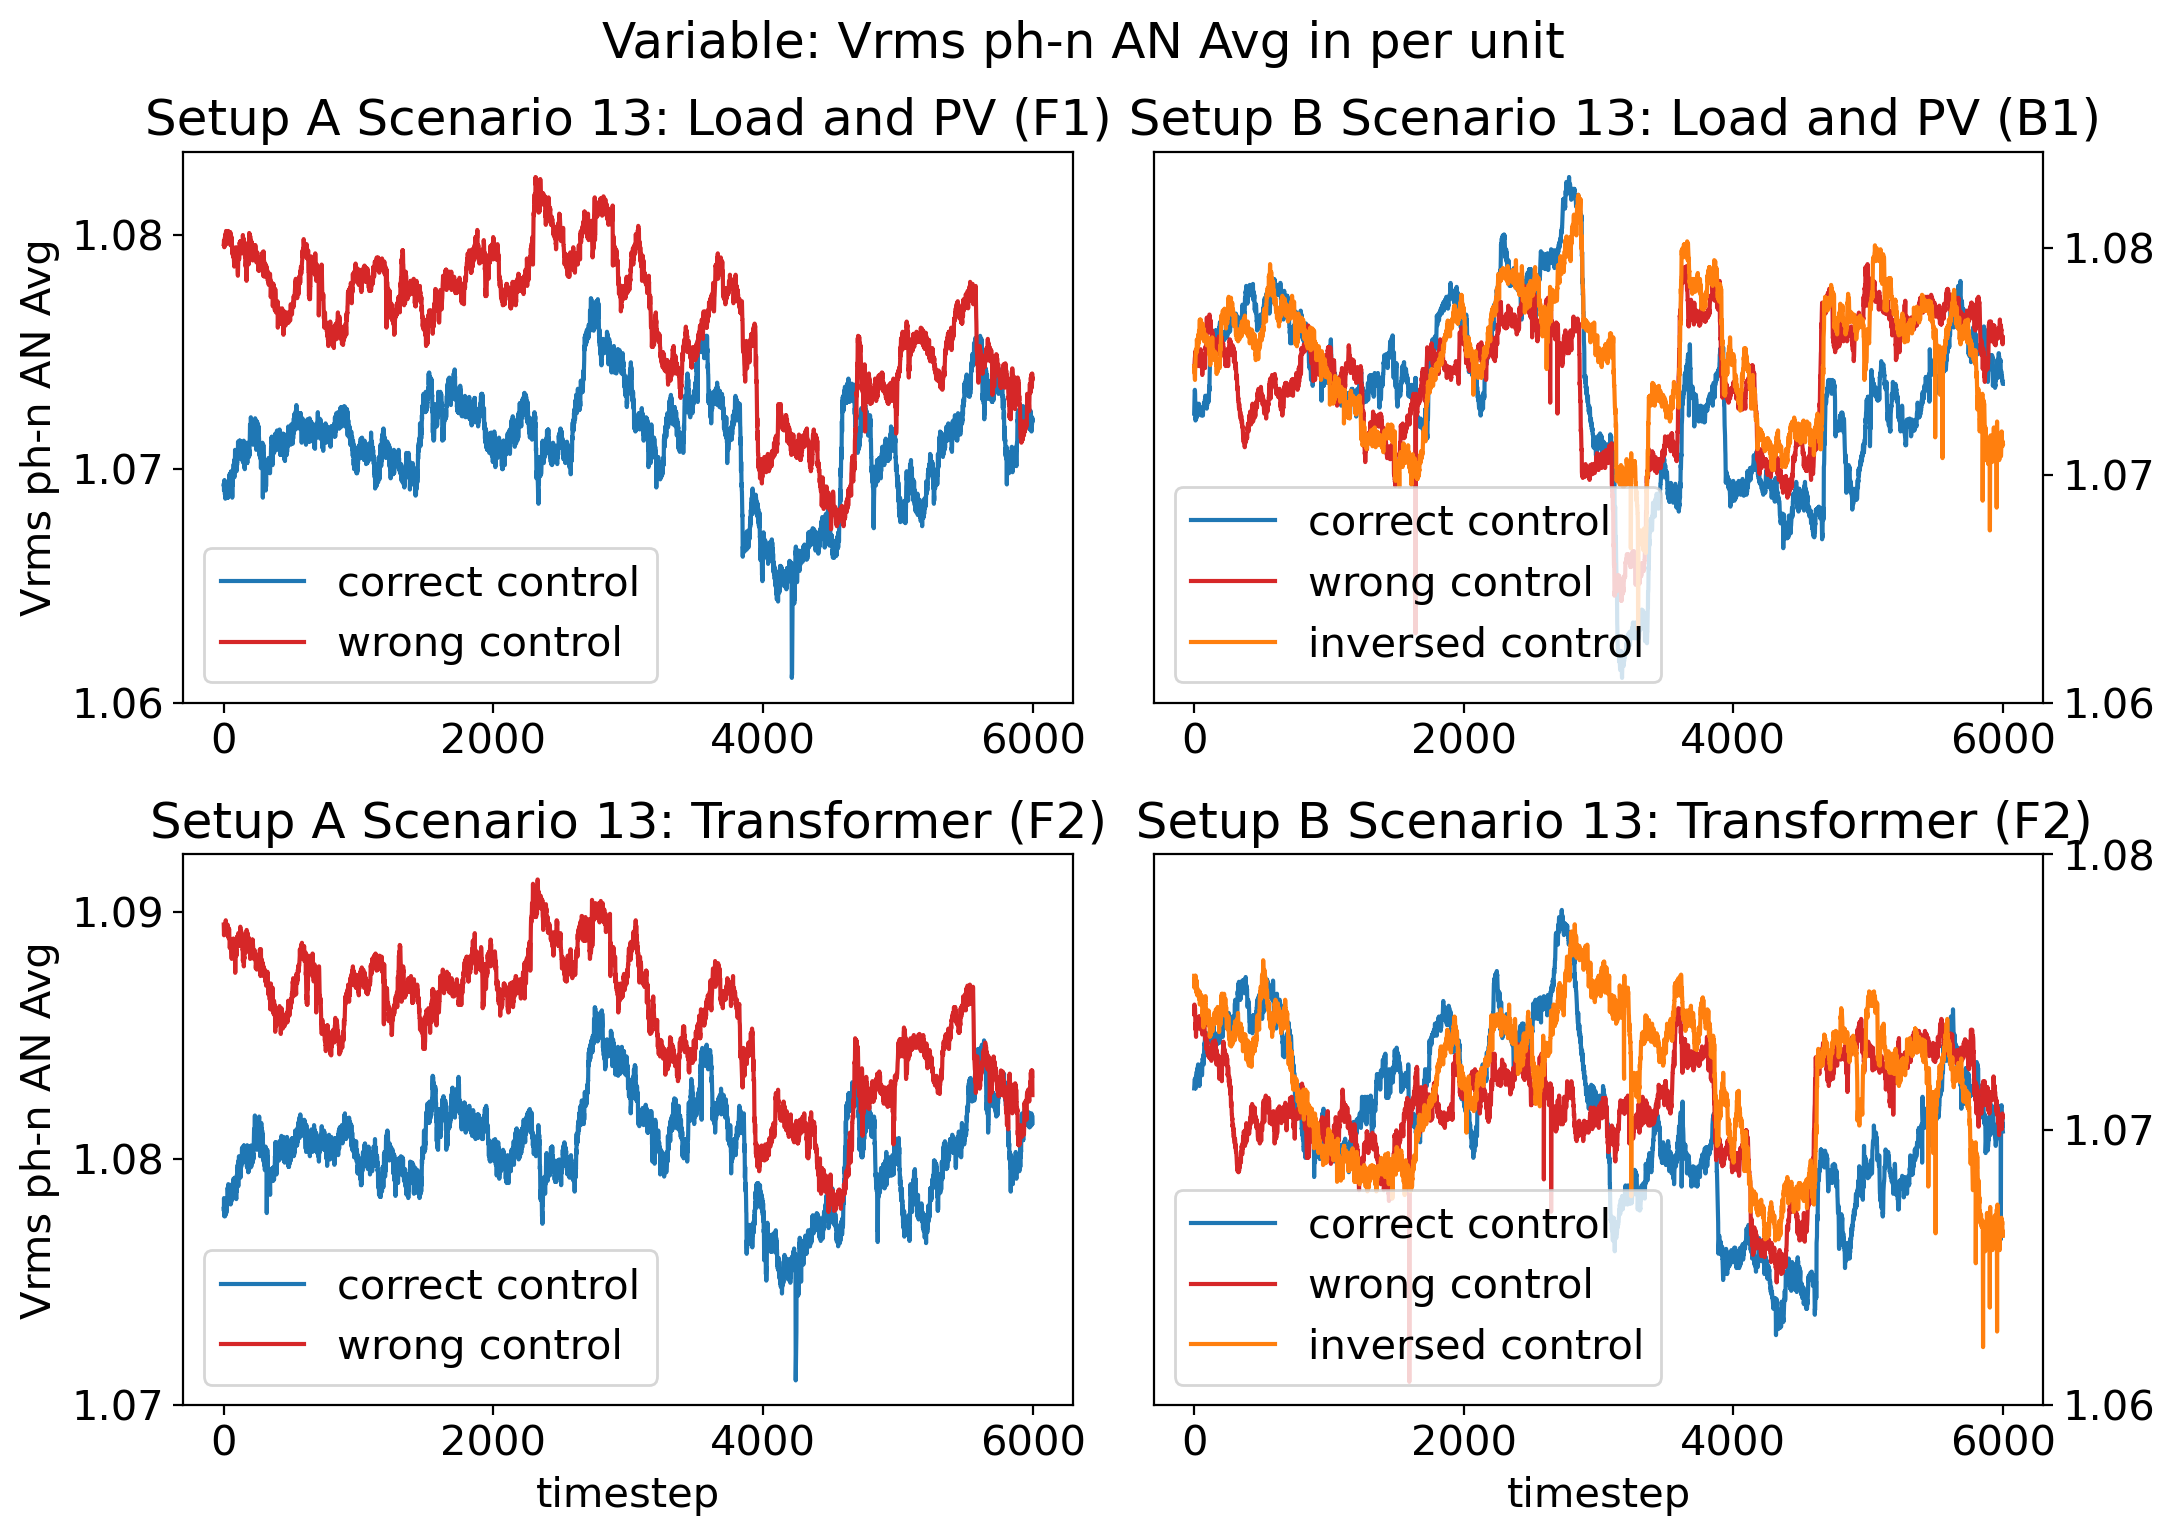 Variable: Vrms ph-n AN Avg in per unit
Setup A Scenario 13: Load and PV (F1)
Vrms ph-n AN Avg
1.08
1.07
1.06
0 2000 4000 6000
correct control
wrong control
Setup B Scenario 13: Load and PV (B1)
1.08
1.07
1.06
0 2000 4000 6000
correct control
wrong control
inversed control
Setup A Scenario 13: Transformer (F2)
Vrms ph-n AN Avg
1.09
1.08
1.07
0 2000 4000 6000
timestep
correct control
wrong control
Setup B Scenario 13: Transformer (F2)
1.08
1.07
1.06
0 2000 4000 6000
timestep
correct control
wrong control
inversed control